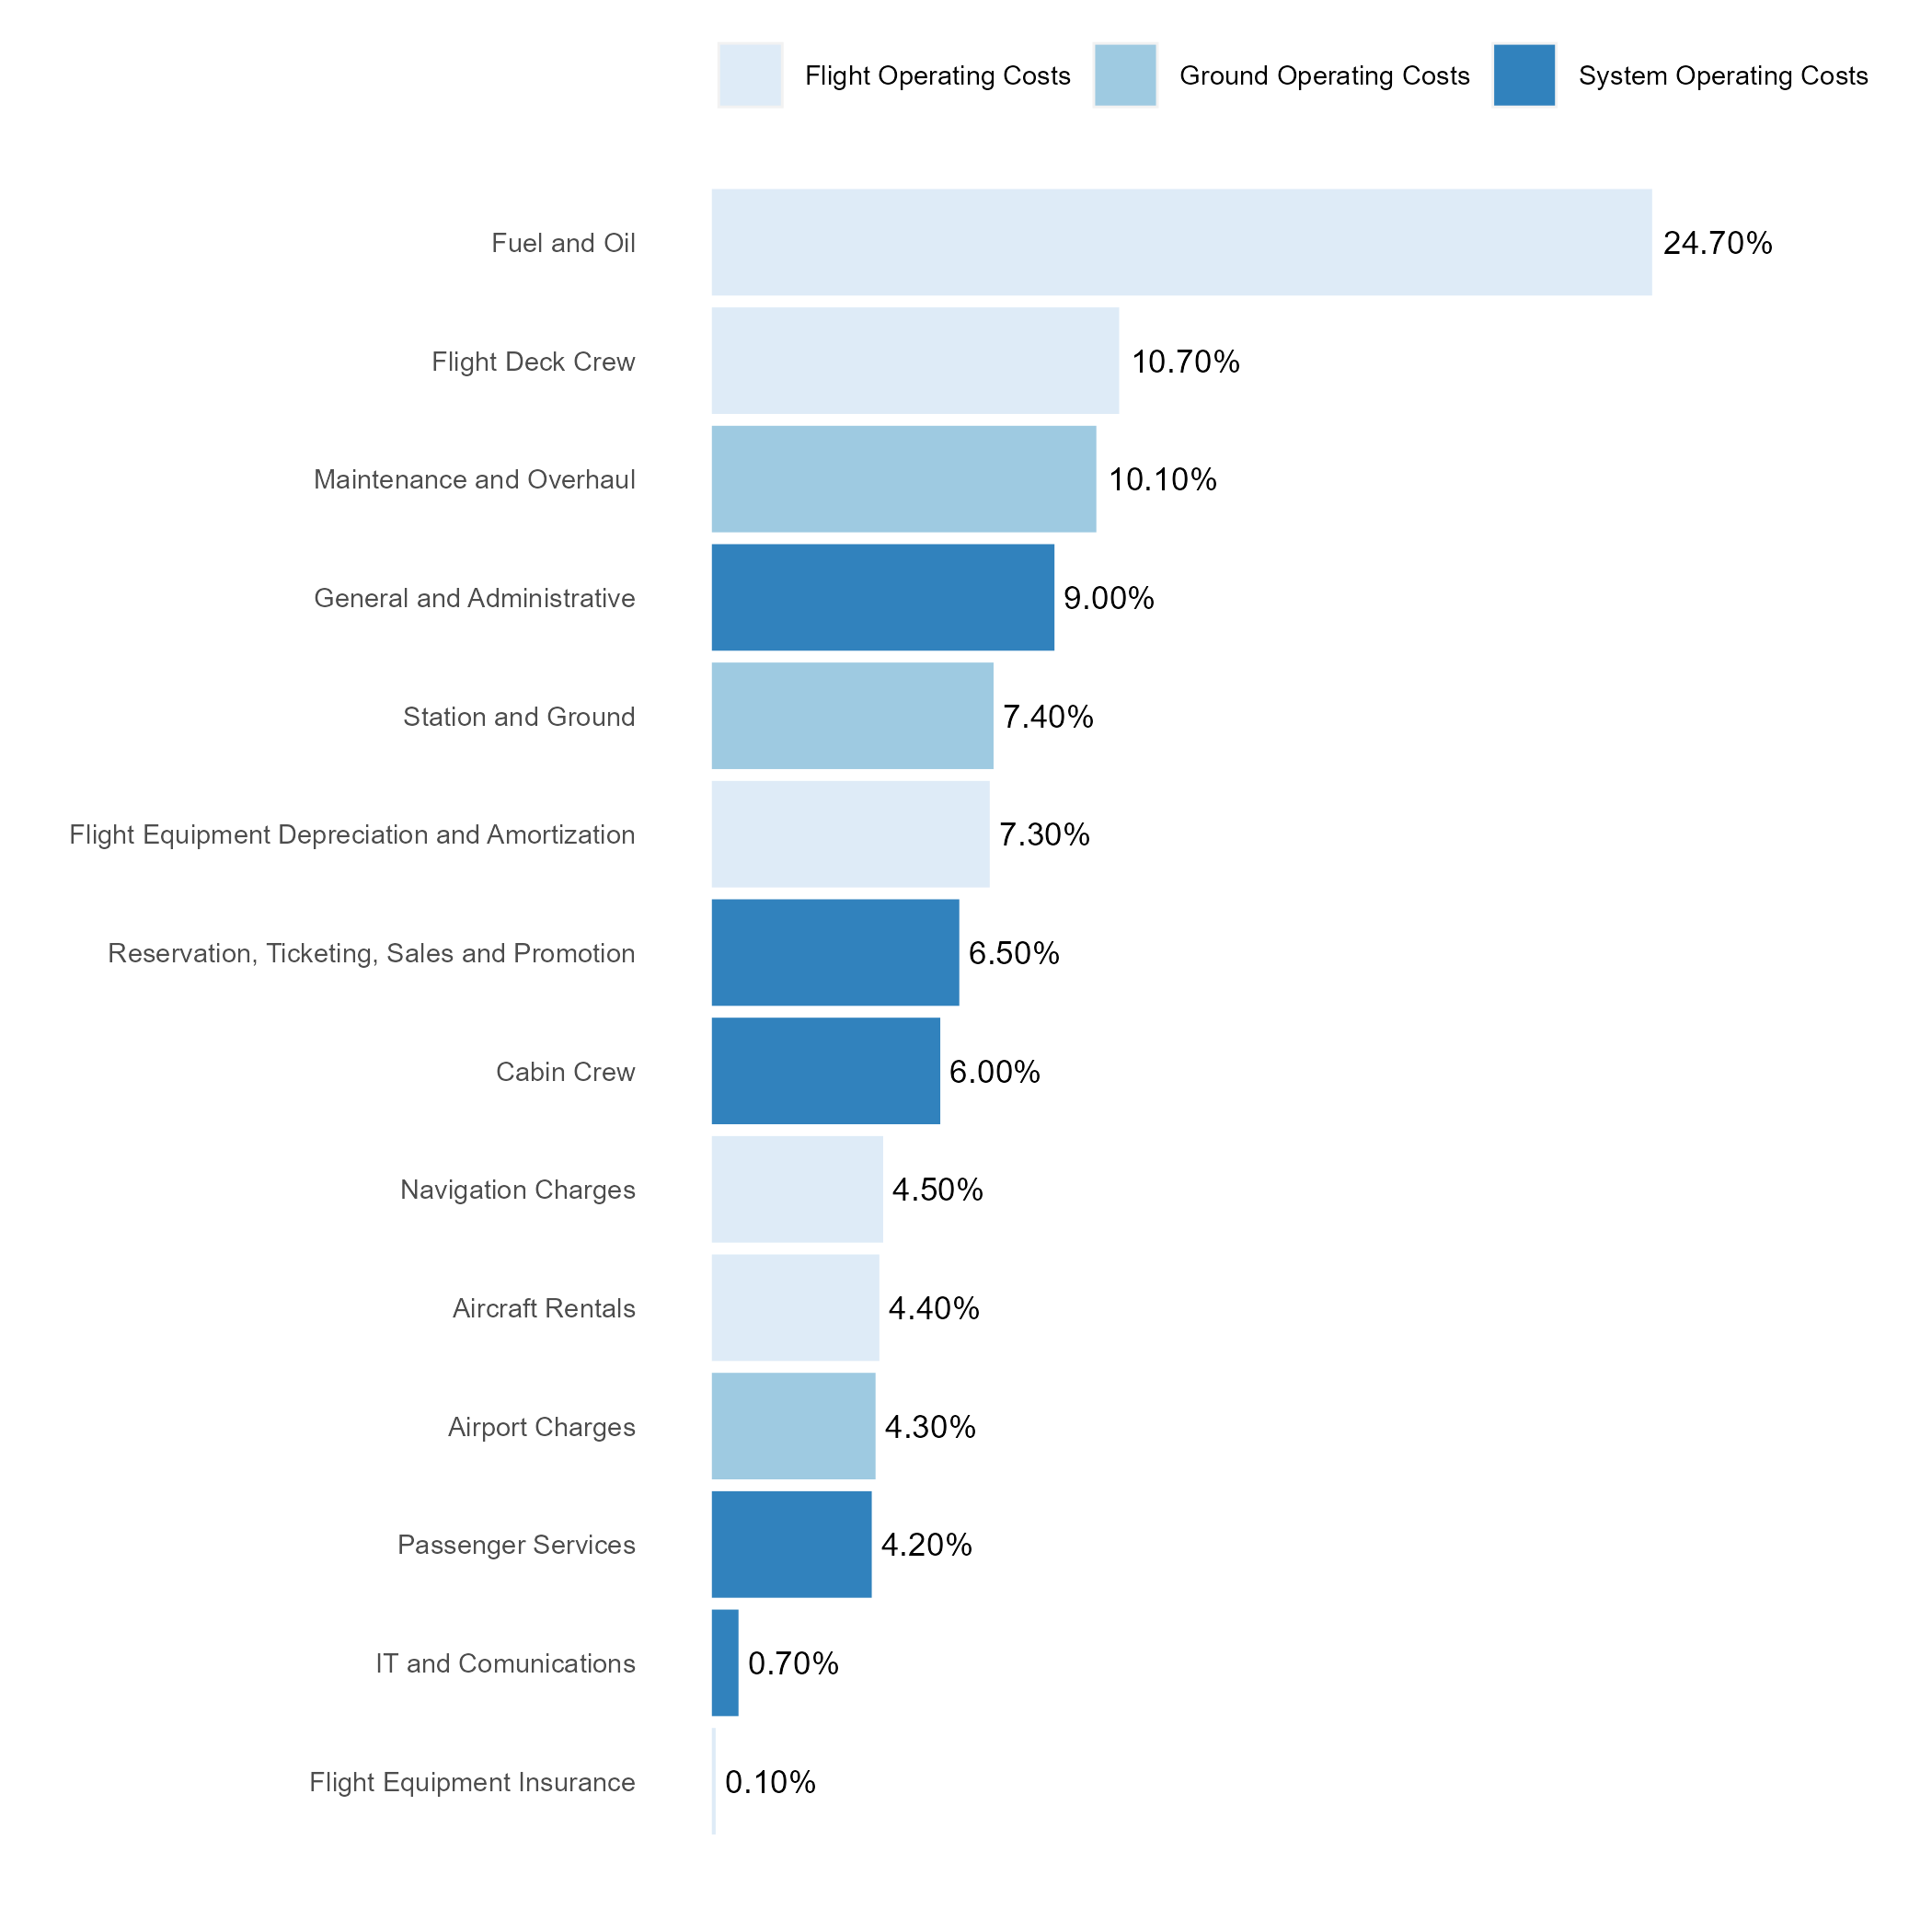 Flight Operating Costs Ground Operating Costs System Operating Costs
Fuel and Oil 24.70%
Flight Deck Crew 10.70%
Maintenance and Overhaul 10.10%
General and Administrative 9.00%
Station and Ground 7.40%
Flight Equipment Depreciation and Amortization 7.30%
Reservation, Ticketing, Sales and Promotion 6.50%
Cabin Crew 6.00%
Navigation Charges 4.50%
Aircraft Rentals 4.40%
Airport Charges 4.30%
Passenger Services 4.20%
IT and Comunications 0.70%
Flight Equipment Insurance 0.10%